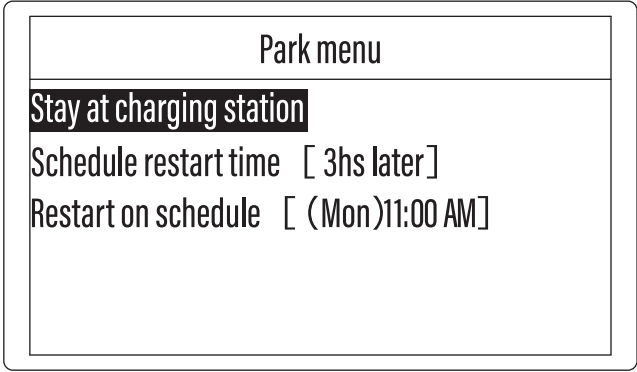 Park menu
Stay at charging station
Schedule restart time [ 3hs later]
Restart on schedule [ (Mon)11:00 AM]